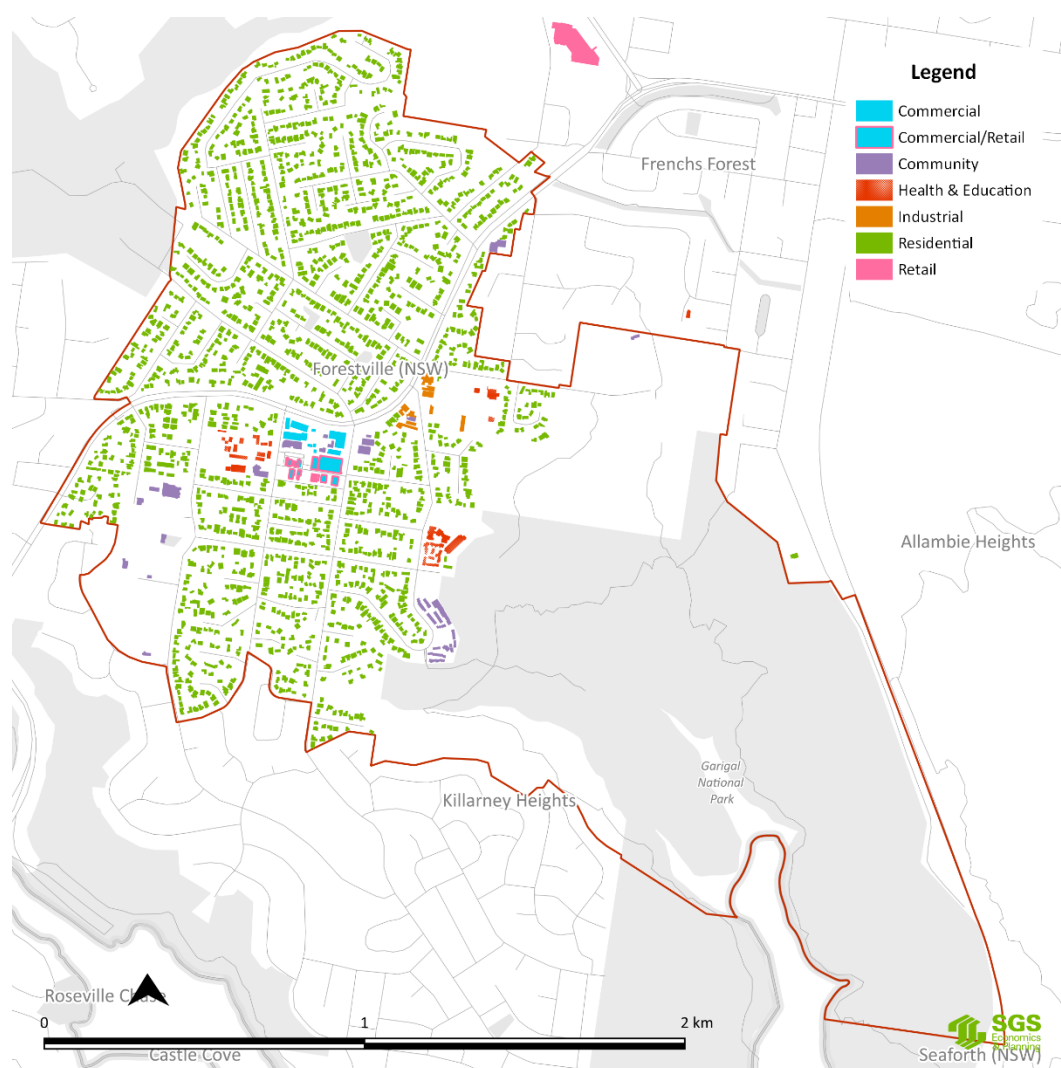 Legend
Commercial
Commercial/Retail
Community
Health & Education
Industrial
Residential
Retail
Frenchs Forest
Forestville (NSW)
Allambie Heights
Garigal
National
Park
Killarney Heights
Roseville Chase
0
1
2 km
Castle Cove
SGS
Economics
& Planning
Seaforth (NSW)